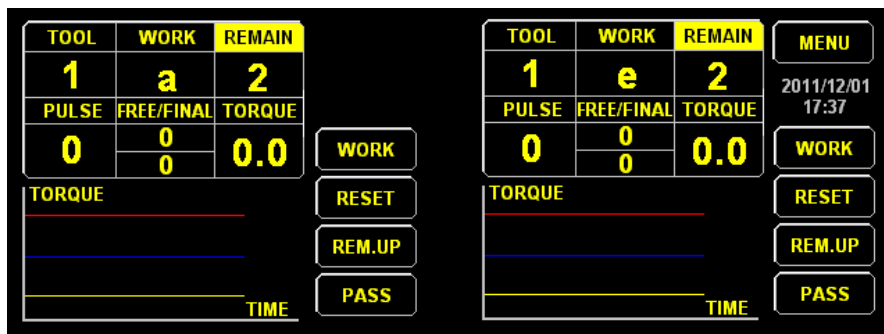 TOOL WORK REMAIN
1 a 2
PULSE FREE/FINAL TORQUE
0 0 0.0
0
WORK
TORQUE
RESET
REM.UP
PASS
TIME
TOOL WORK REMAIN
MENU
1 e 2
2011/12/01
17:37
PULSE FREE/FINAL TORQUE
0 0 0.0
0
WORK
TORQUE
RESET
REM.UP
PASS
TIME